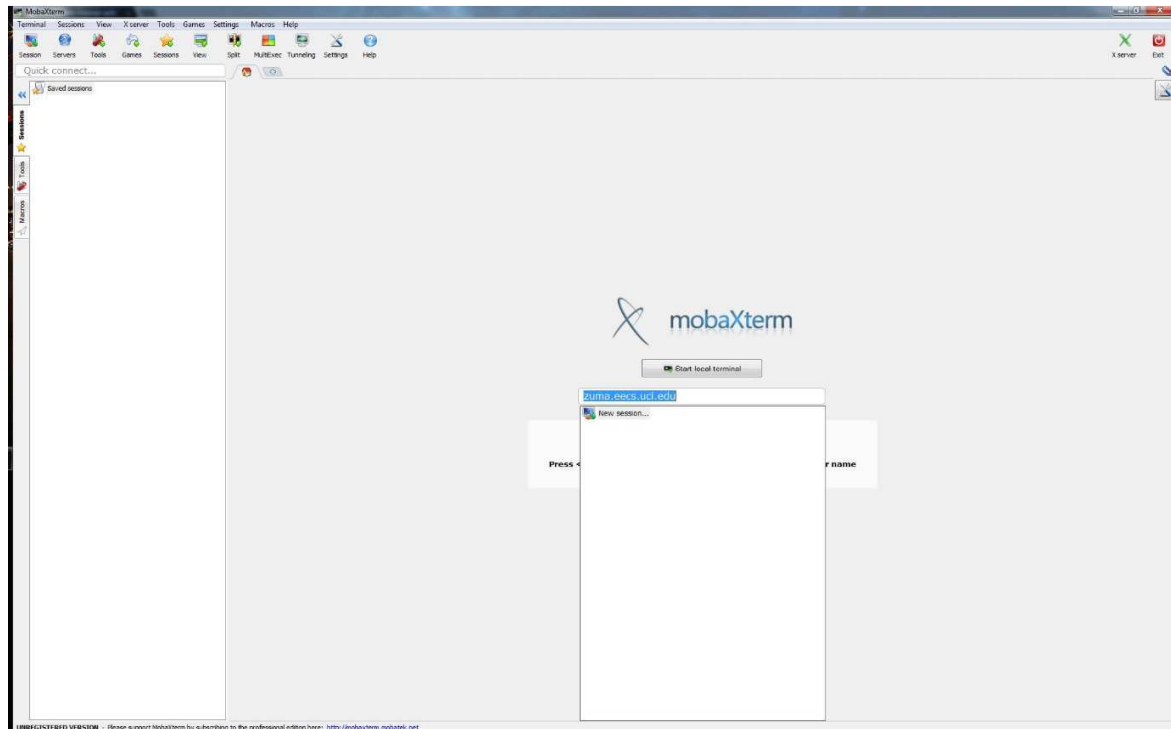 MobaXterm
Terminal Sessions View X server Tools Games Settings Macros Help
Session Servers Tools Games Sessions View Split MultiExec Tunneling Settings Help X server Exit
Quick connect...
Saved sessions
Sessions
Tools
Macros
mobaXterm
Start local terminal
zuma.eecs.uci.edu
New session...
Press < r name
UNREGISTERED VERSION - Please support MobaXterm by subscribing to the professional edition here: http://mobaxterm.mobatek.net